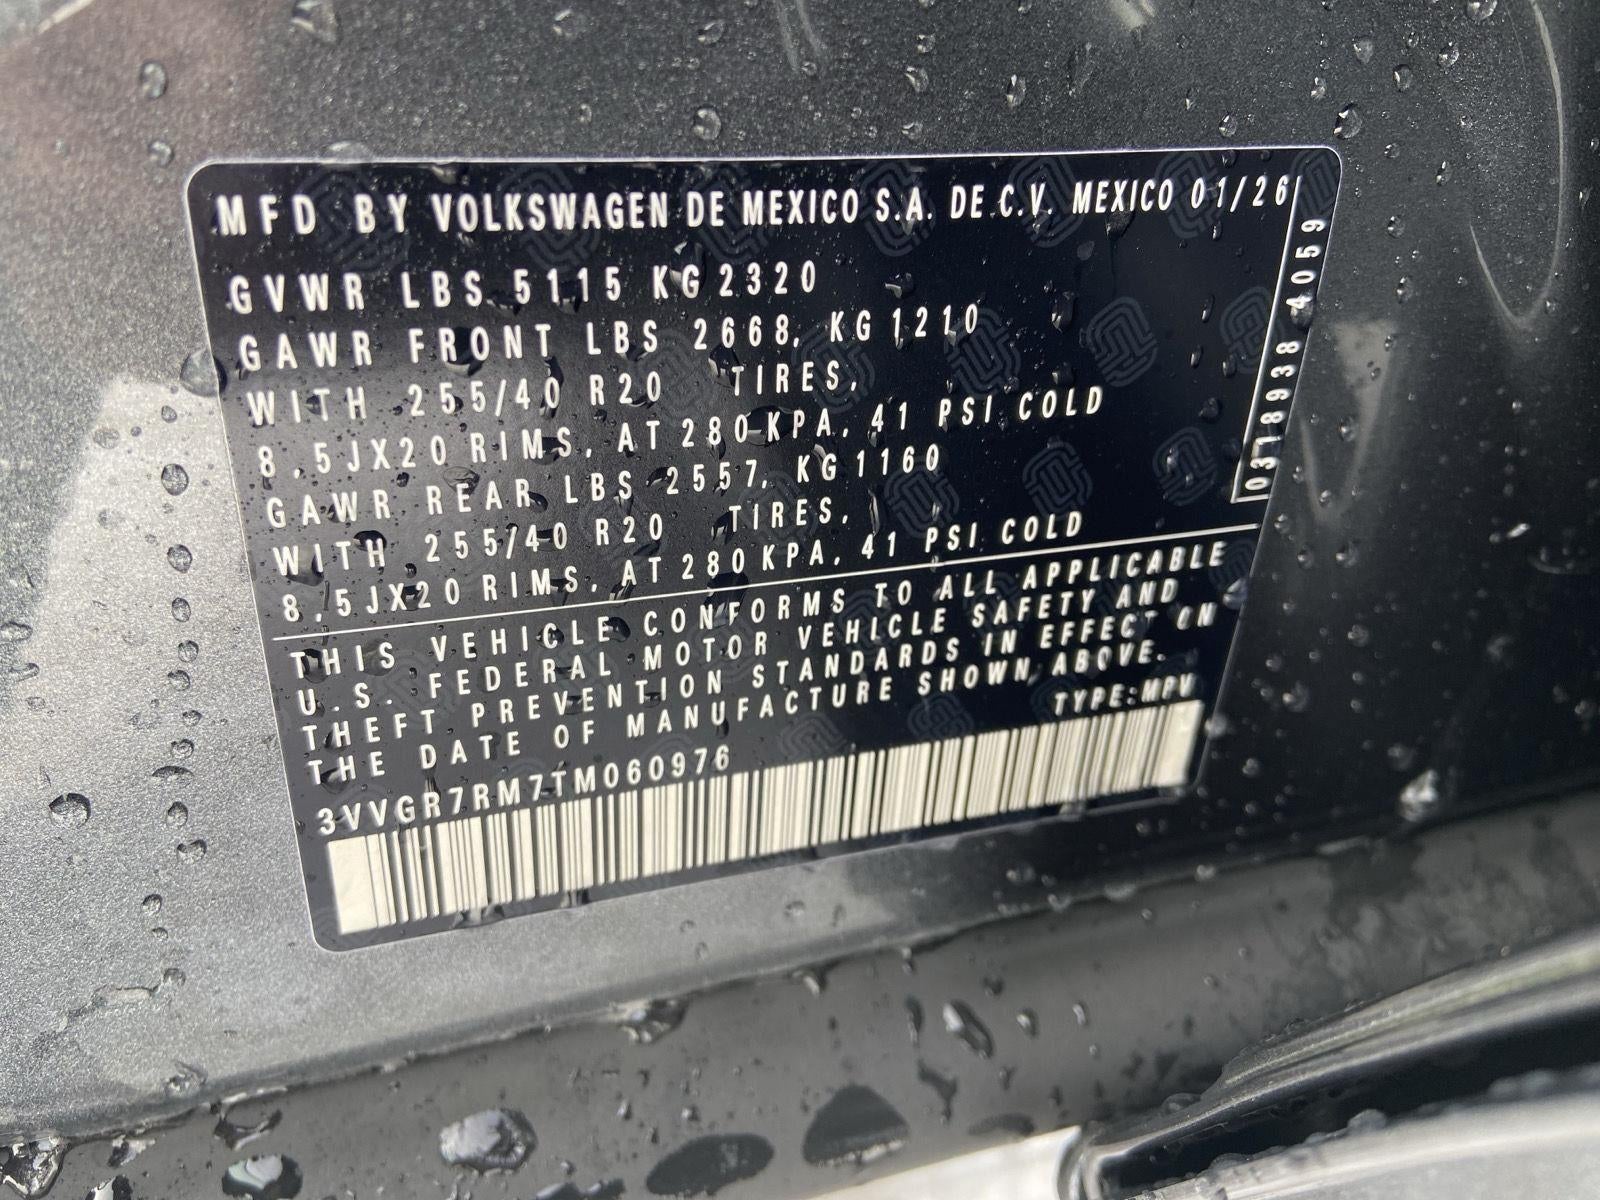 MFD BY VOLKSWAGEN DE MEXICO S.A. DE C.V. MEXICO 01/26
GVWR LBS 5115 KG 2320
GAWR FRONT LBS 2668, KG 1210
WITH 255/40 R20 TIRES,
8,5JX20 RIMS, AT 280 KPA, 41 PSI COLD
GAWR REAR LBS 2557, KG 1160
WITH 255/40 R20 TIRES,
8,5JX20 RIMS, AT 280 KPA, 41 PSI COLD
0378938 4059
THIS VEHICLE CONFORMS TO ALL APPLICABLE
U.S. FEDERAL MOTOR VEHICLE SAFETY AND
THEFT PREVENTION STANDARDS IN EFFECT ON
THE DATE OF MANUFACTURE SHOWN ABOVE.
TYPE:MPV
3VVGR7RM7TM060976